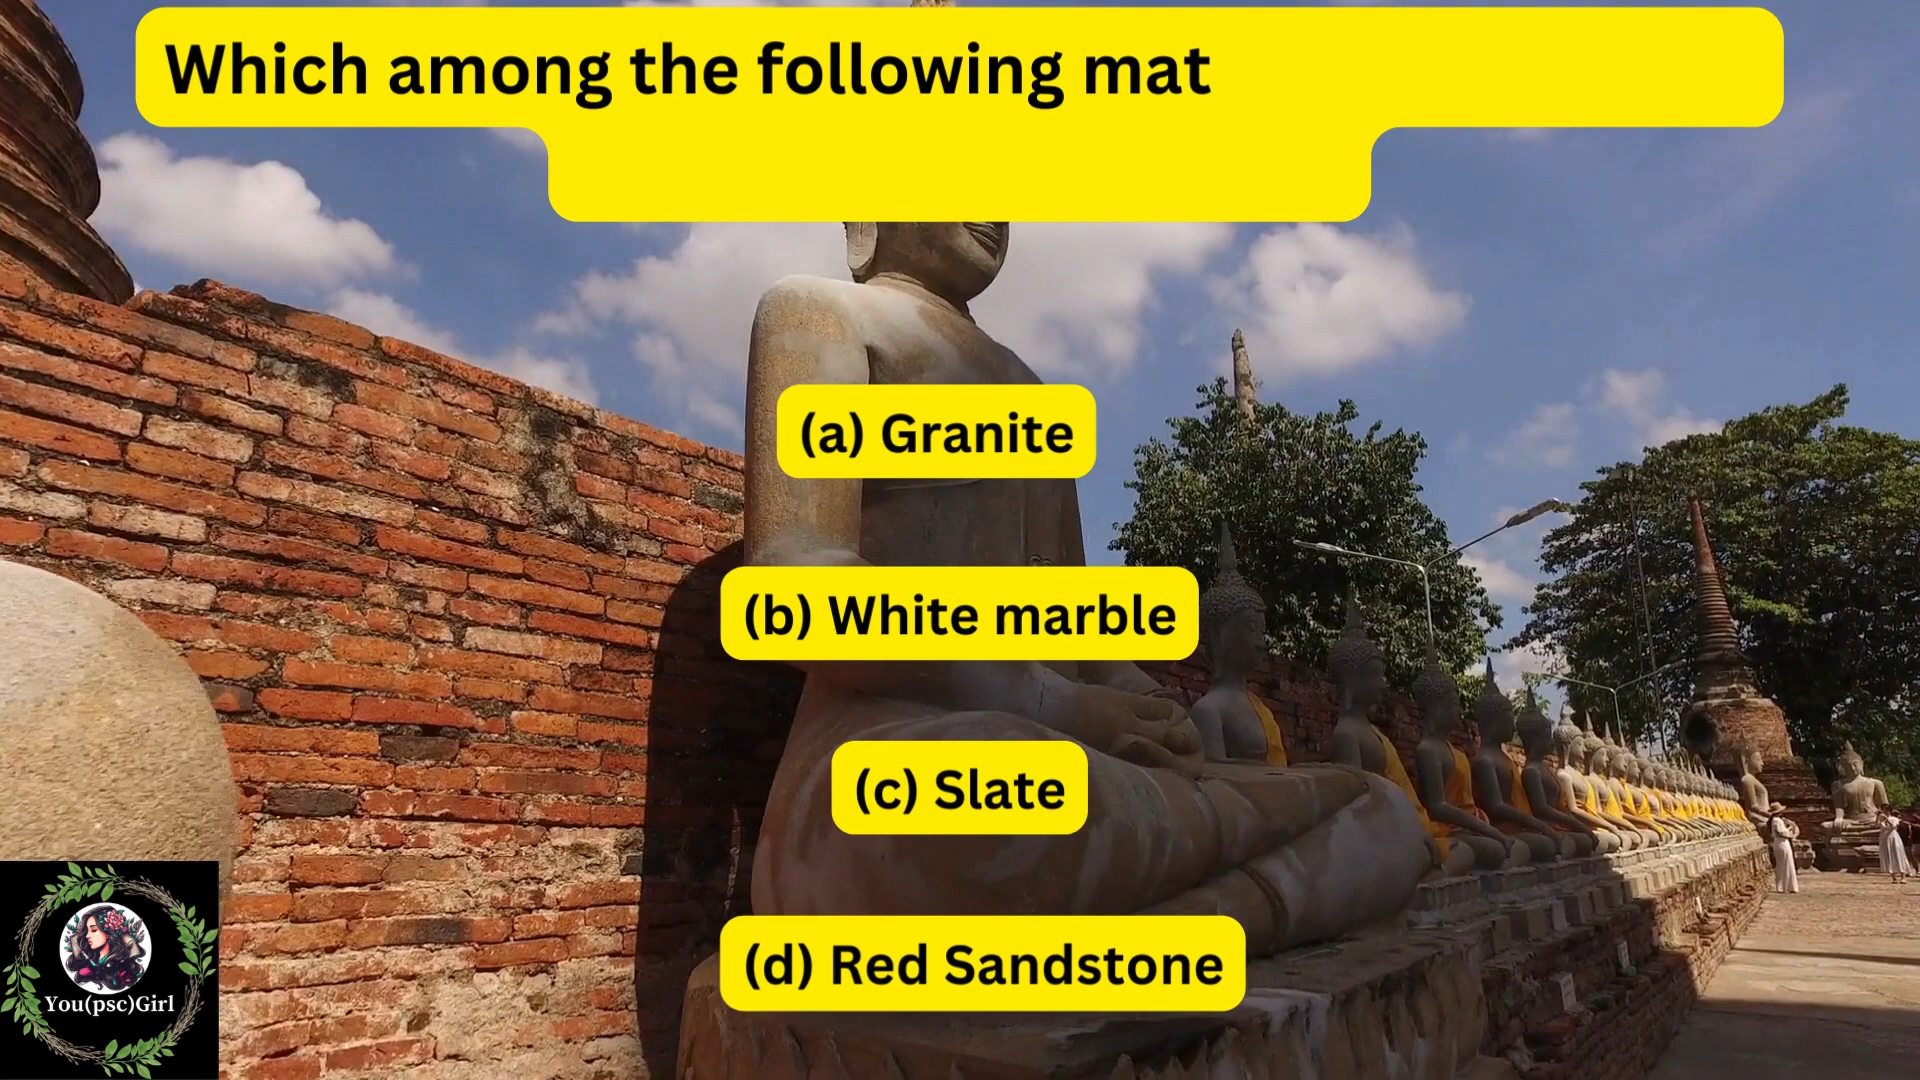 Which among the following mat
(a) Granite
(b) White marble
(c) Slate
(d) Red Sandstone
You(psc)Girl